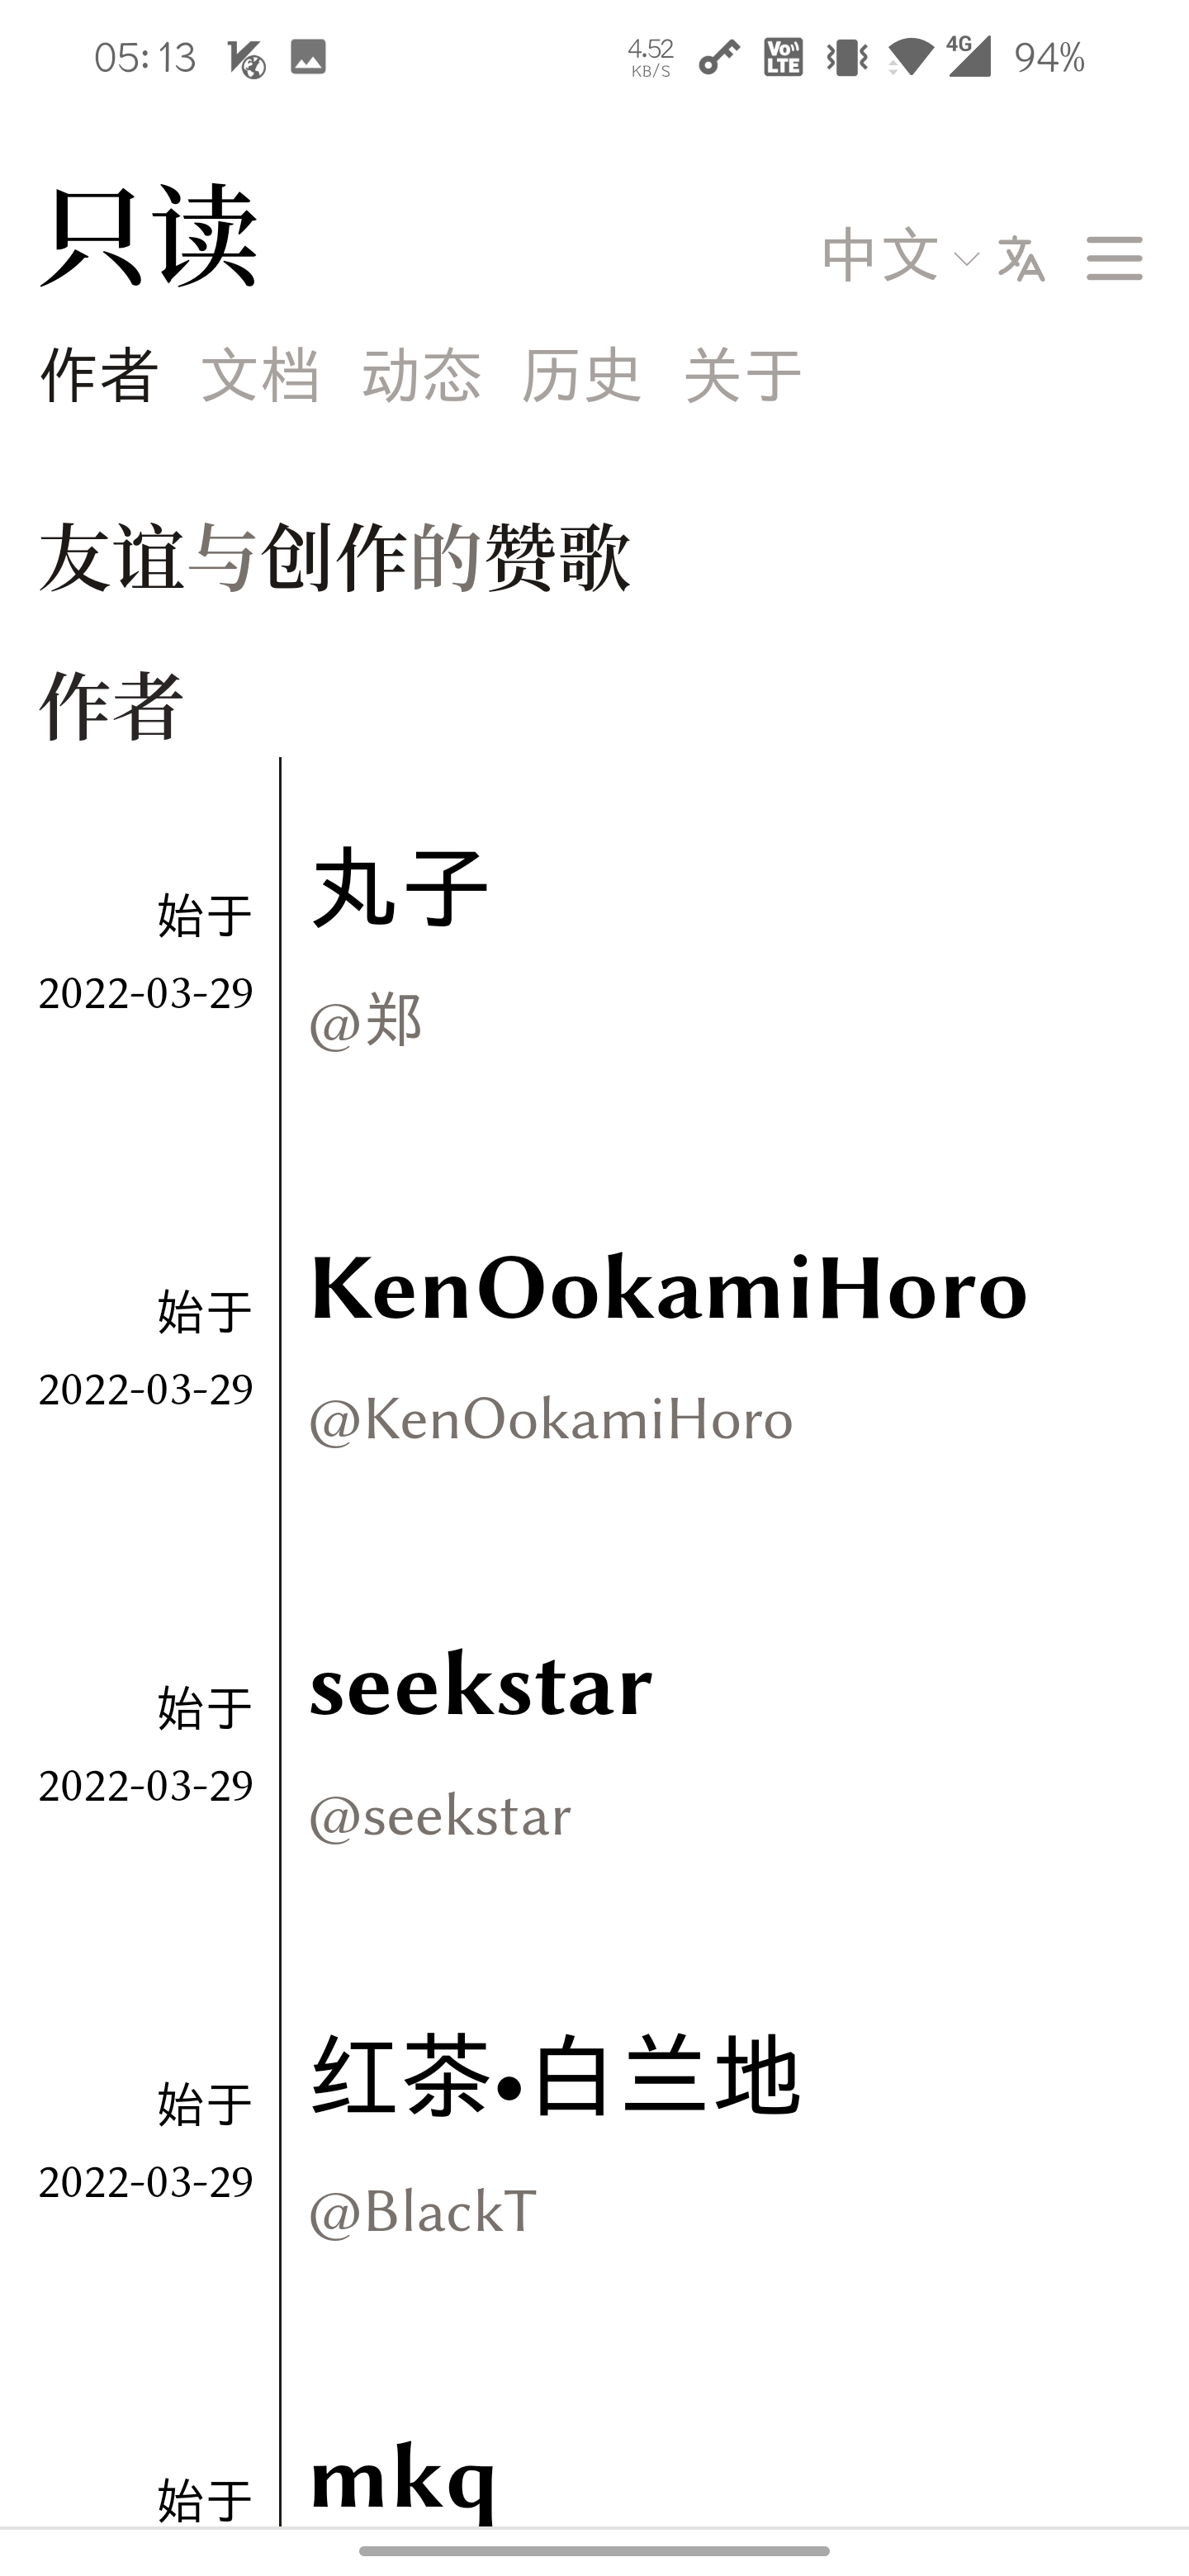 05:13 4.52 KB/S VoLTE 4G 94%
只读 中文
作者 文档 动态 历史 关于
友谊与创作的赞歌
作者
丸子
始于
2022-03-29
@郑
KenOokamiHoro
始于
2022-03-29
@KenOokamiHoro
seekstar
始于
2022-03-29
@seekstar
红茶•白兰地
始于
2022-03-29
@BlackT
mkq
始于